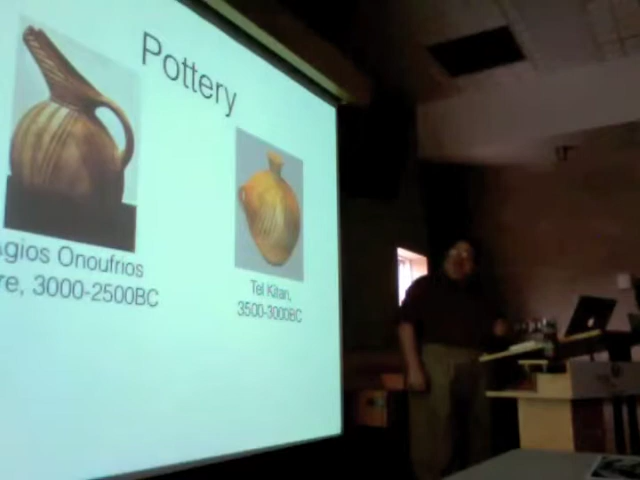 Pottery
Agios Onoufrios
re, 3000-2500BC
Tel Kitan,
3500-3000BC